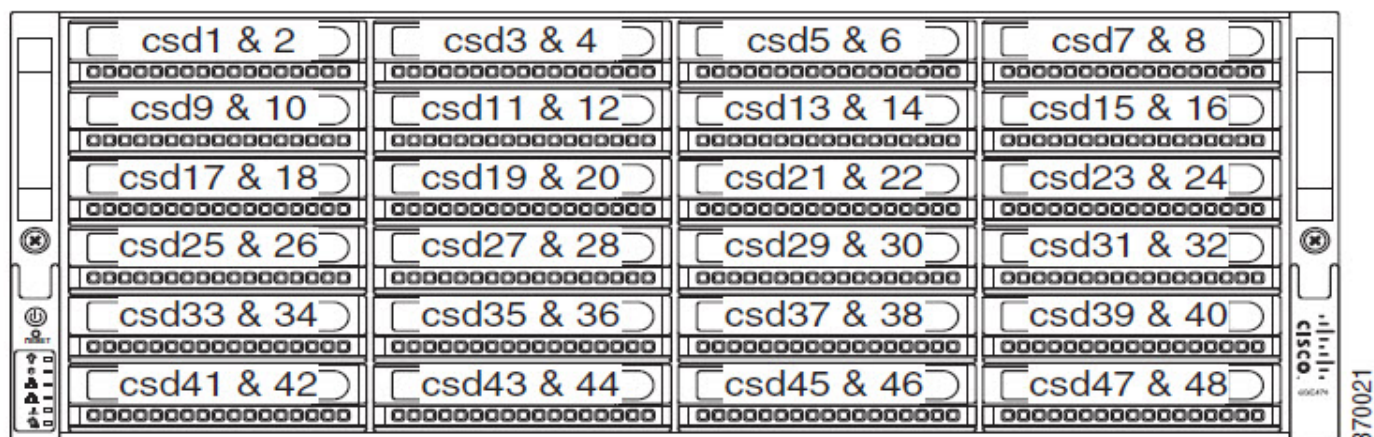 csd1 & 2 csd3 & 4 csd5 & 6 csd7 & 8
csd9 & 10 csd11 & 12 csd13 & 14 csd15 & 16
csd17 & 18 csd19 & 20 csd21 & 22 csd23 & 24
csd25 & 26 csd27 & 28 csd29 & 30 csd31 & 32
csd33 & 34 csd35 & 36 csd37 & 38 csd39 & 40
RESET
csd41 & 42 csd43 & 44 csd45 & 46 csd47 & 48
CISCO
370021